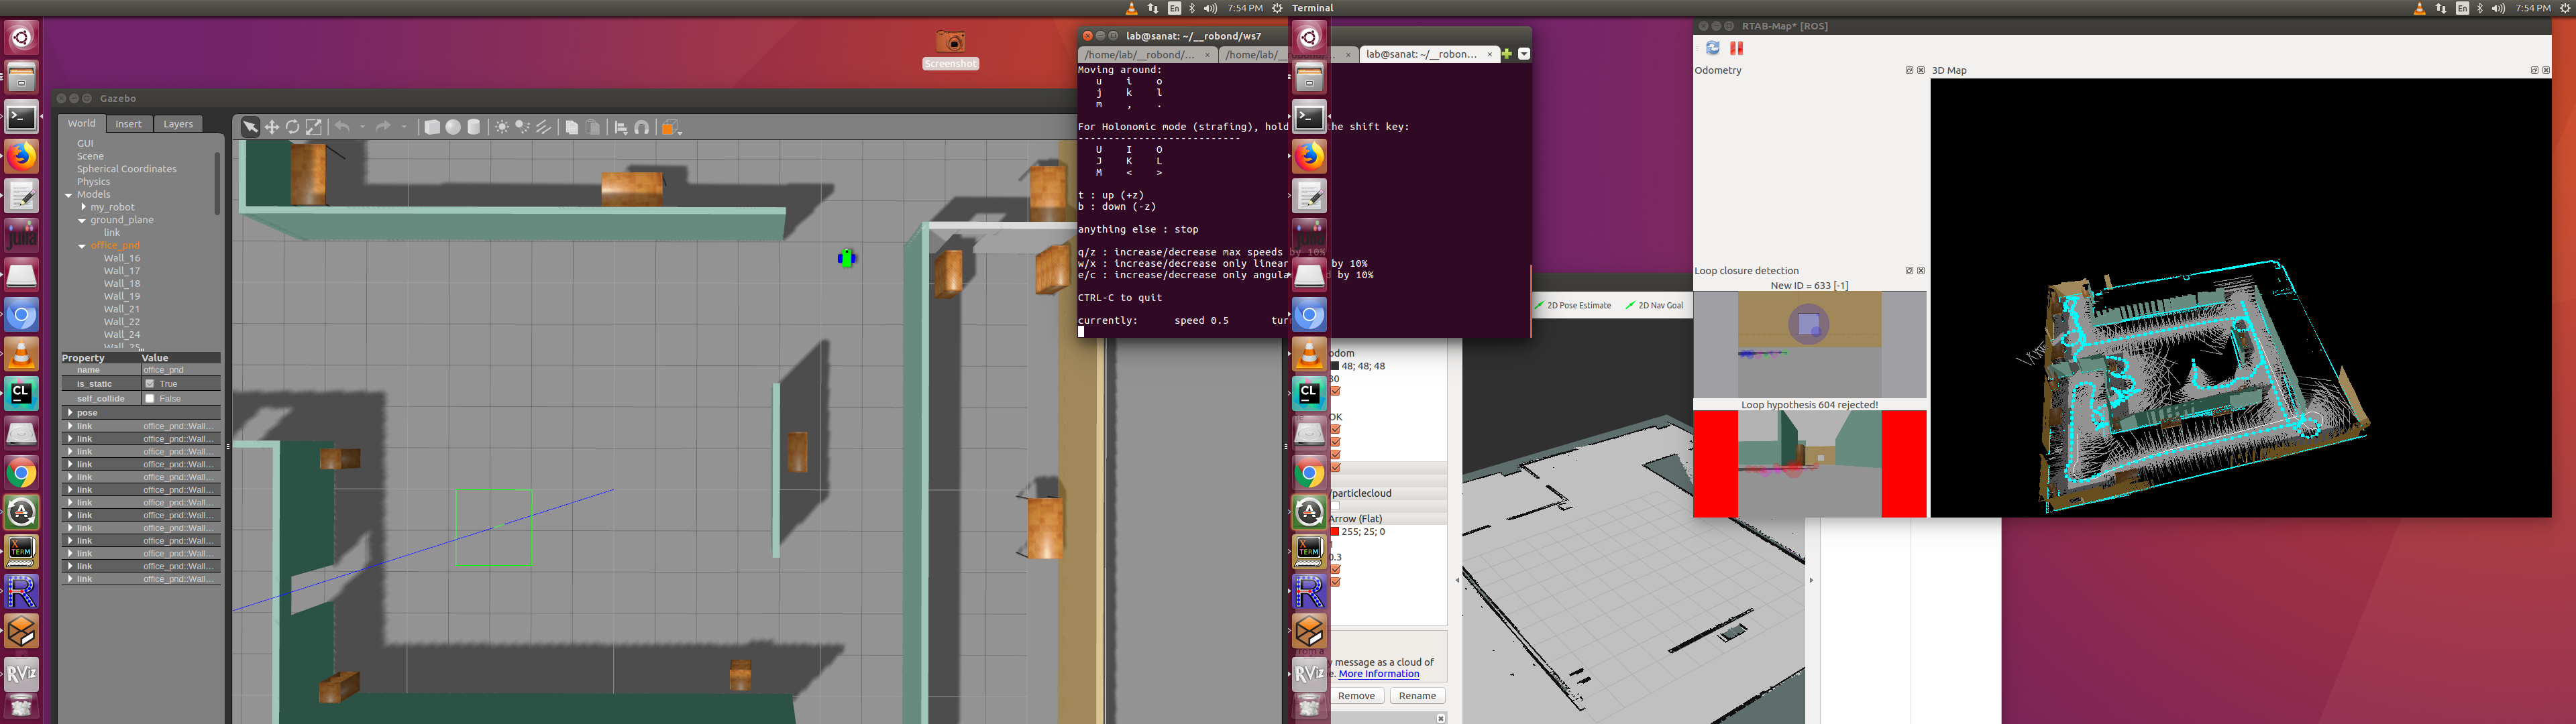 7:54 PM
Terminal
7:54 PM
Screenshot
Gazebo
World Insert Layers
GUI
Scene
Spherical Coordinates
Physics
Models
my_robot
ground_plane
link
office_pnd
Wall_16
Wall_17
Wall_18
Wall_19
Wall_21
Wall_22
Wall_24
Wall_25
Property Value
name office_pnd
is_static True
self_collide False
pose
link office_pnd::Wall...
link office_pnd::Wall...
link office_pnd::Wall...
link office_pnd::Wall...
link office_pnd::Wall...
link office_pnd::Wall...
link office_pnd::Wall...
link office_pnd::Wall...
link office_pnd::Wall...
link office_pnd::Wall...
link office_pnd::Wall...
link office_pnd::Wall...
link office_pnd::Wall...
lab@sanat: ~/__robond/ws7
/home/lab/__robond/... /home/lab/ lab@sanat: ~/__robon...
Moving around:
u i o
j k l
m , .
For Holonomic mode (strafing), hold the shift key:
---------------------------
U I O
J K L
M < >
t : up (+z)
b : down (-z)
anything else : stop
q/z : increase/decrease max speeds by 10%
w/x : increase/decrease only linear by 10%
e/c : increase/decrease only angula by 10%
CTRL-C to quit
currently: speed 0.5 tur
2D Pose Estimate 2D Nav Goal
odom
48; 48; 48
30
OK
/particlecloud
Arrow (Flat)
255; 25; 0
0.3
y message as a cloud of
e. More Information
Remove Rename
RTAB-Map* [ROS]
Odometry
3D Map
Loop closure detection
New ID = 633 [-1]
Loop hypothesis 604 rejected!